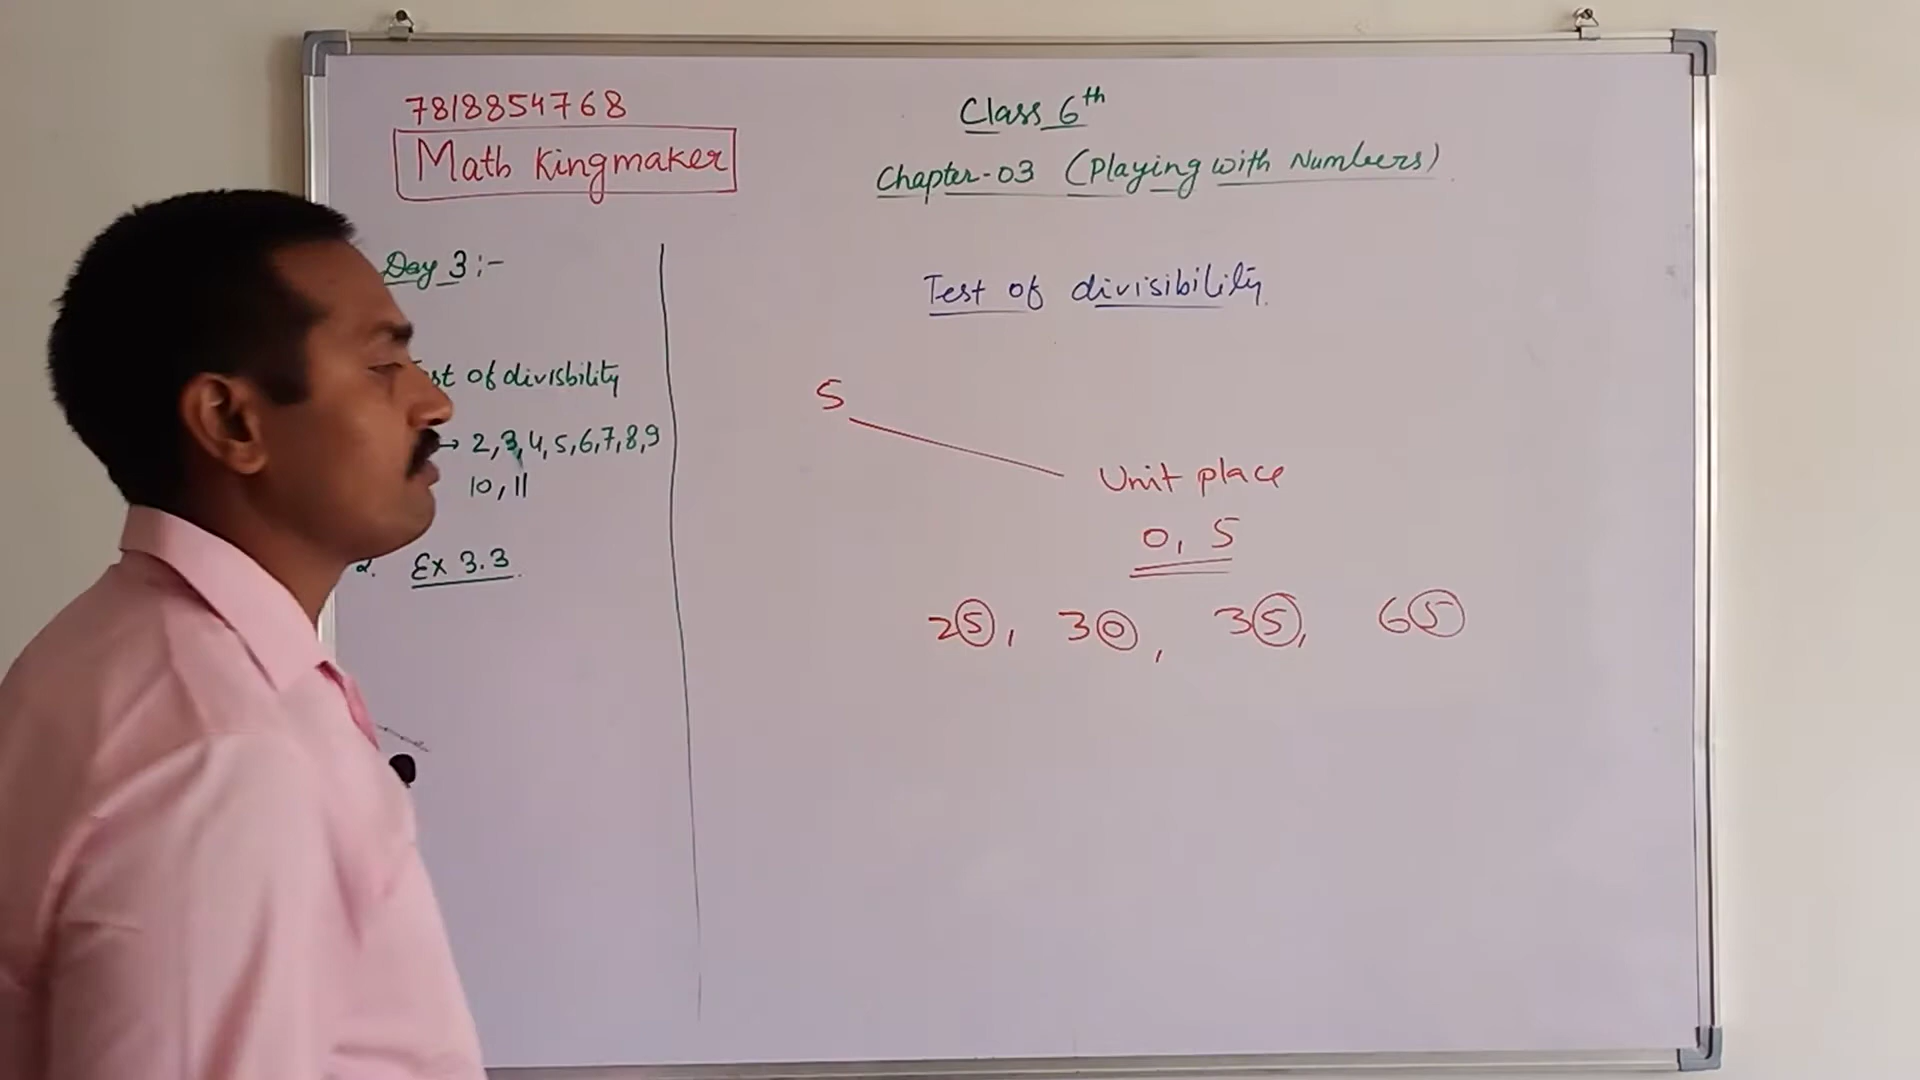 7818854768
Math Kingmaker
Class 6th
Chapter-03 (Playing with Numbers)
Day 3:-
of divisbility
→ 2,3,4,5,6,7,8,9
10,11
2. Ex 3.3
Test of divisibility
5
Unit place
0, 5
25, 30, 35, 65